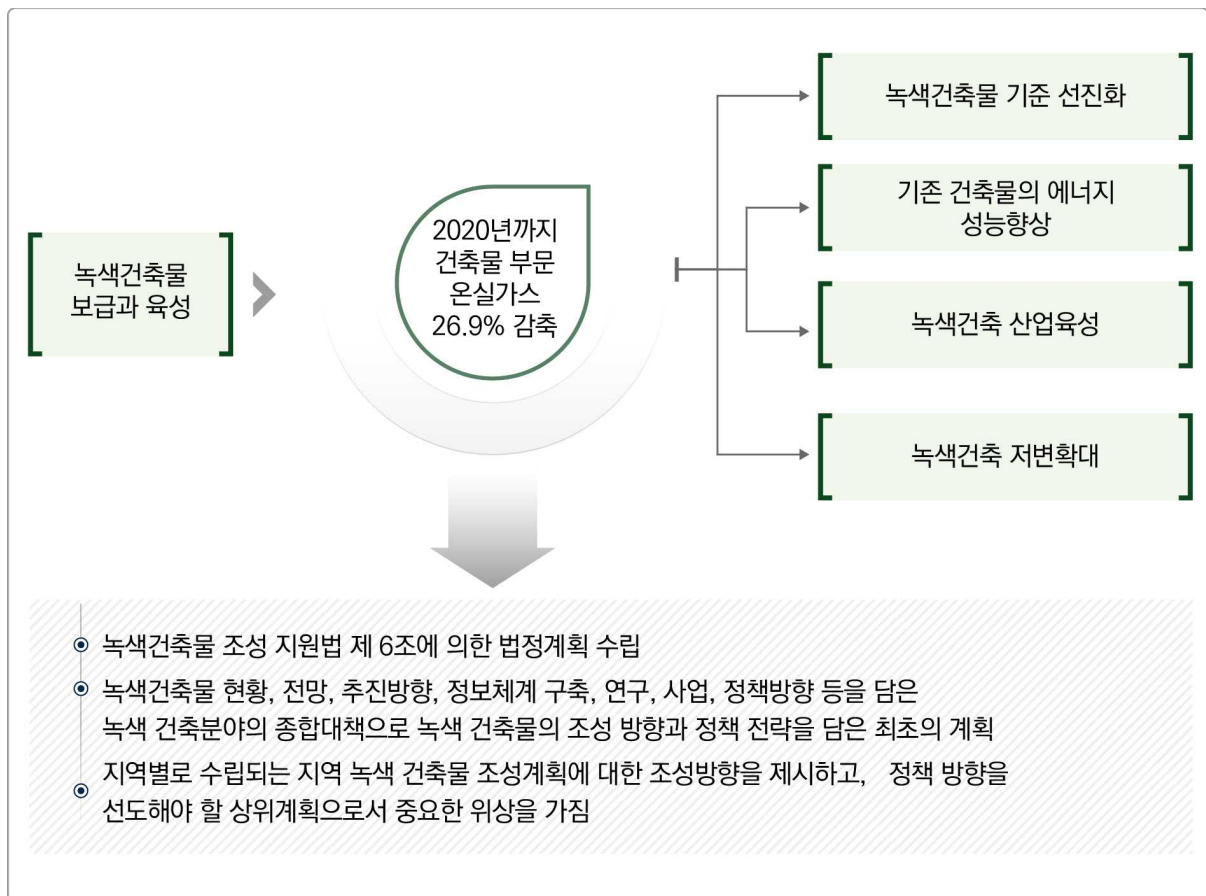 녹색건축물
보급과 육성
2020년까지
건축물 부문
온실가스
26.9% 감축
녹색건축물 기준 선진화
기존 건축물의 에너지
성능향상
녹색건축 산업육성
녹색건축 저변확대
녹색건축물 조성 지원법 제 6조에 의한 법정계획 수립
녹색건축물 현황, 전망, 추진방향, 정보체계 구축, 연구, 사업, 정책방향 등을 담은
녹색 건축분야의 종합대책으로 녹색 건축물의 조성 방향과 정책 전략을 담은 최초의 계획
지역별로 수립되는 지역 녹색 건축물 조성계획에 대한 조성방향을 제시하고, 정책 방향을
선도해야 할 상위계획으로서 중요한 위상을 가짐